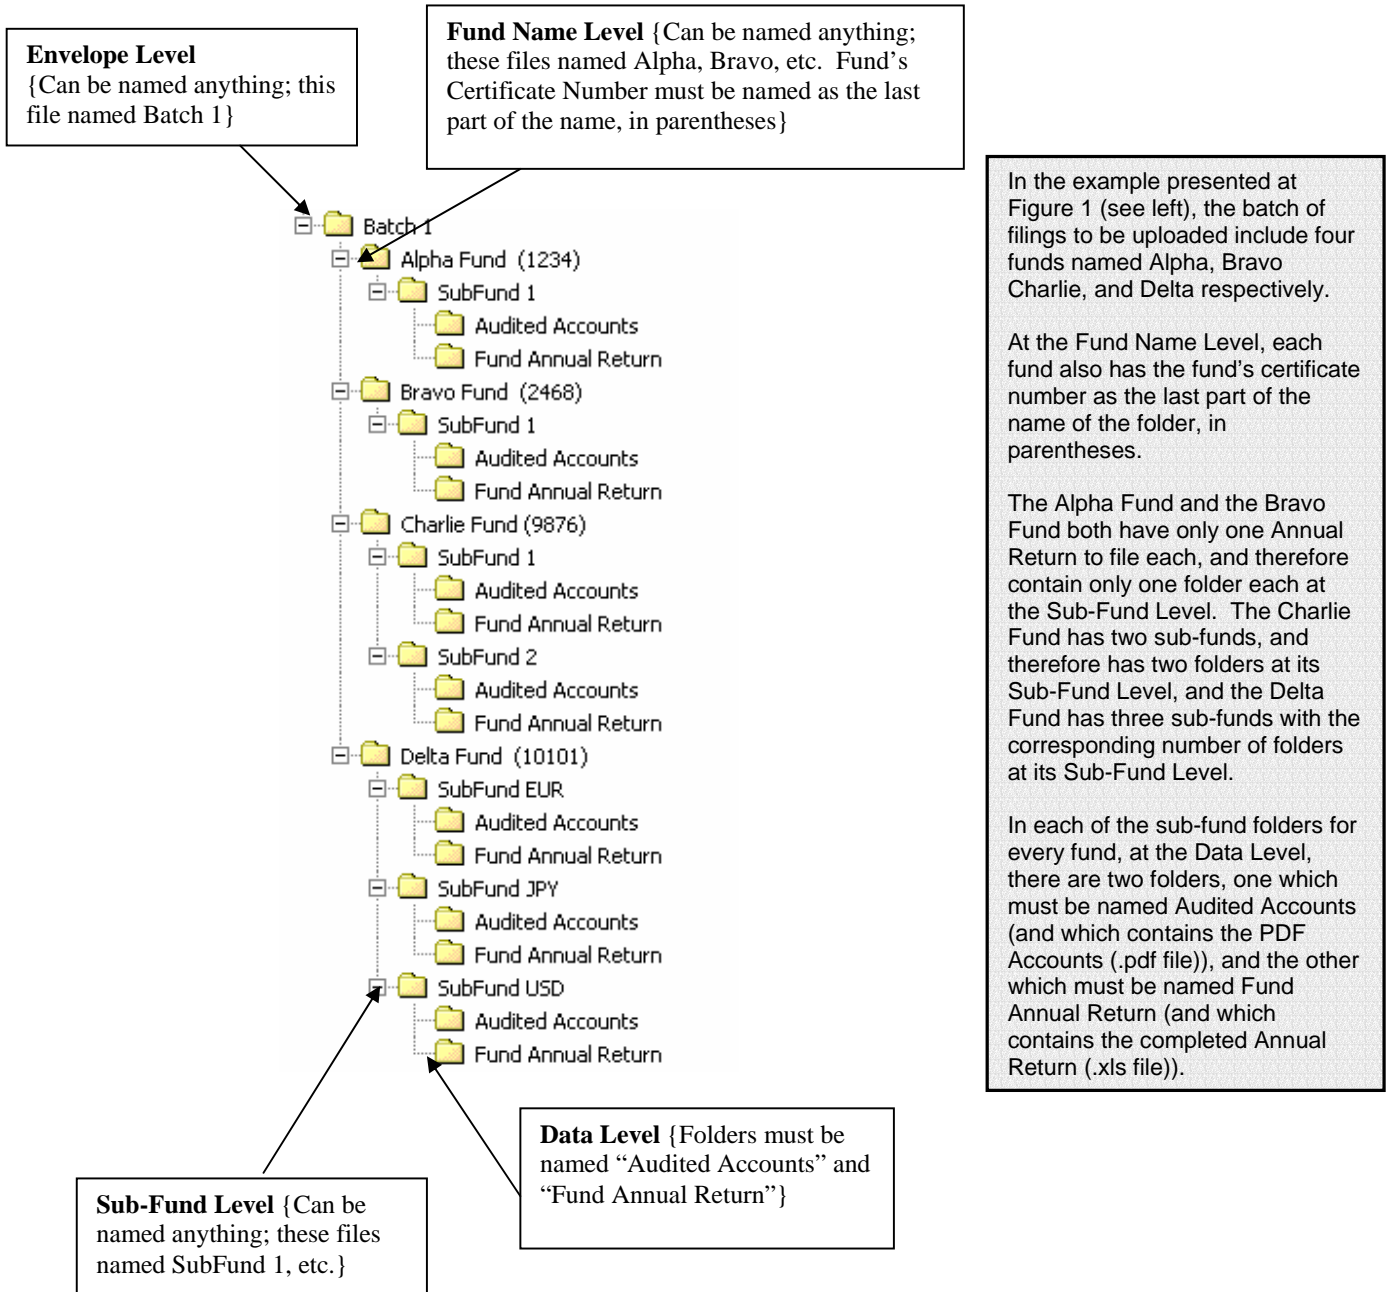 Envelope Level
{Can be named anything; this
file named Batch 1}
Fund Name Level {Can be named anything;
these files named Alpha, Bravo, etc.  Fund's
Certificate Number must be named as the last
part of the name, in parentheses}
Batch 1
Alpha Fund  (1234)
SubFund 1
Audited Accounts
Fund Annual Return
Bravo Fund  (2468)
SubFund 1
Audited Accounts
Fund Annual Return
Charlie Fund (9876)
SubFund 1
Audited Accounts
Fund Annual Return
SubFund 2
Audited Accounts
Fund Annual Return
Delta Fund  (10101)
SubFund EUR
Audited Accounts
Fund Annual Return
SubFund JPY
Audited Accounts
Fund Annual Return
SubFund USD
Audited Accounts
Fund Annual Return
Sub-Fund Level {Can be
named anything; these files
named SubFund 1, etc.}
Data Level {Folders must be
named “Audited Accounts” and
“Fund Annual Return”}
In the example presented at
Figure 1 (see left), the batch of
filings to be uploaded include four
funds named Alpha, Bravo
Charlie, and Delta respectively.
At the Fund Name Level, each
fund also has the fund's certificate
number as the last part of the
name of the folder, in
parentheses.
The Alpha Fund and the Bravo
Fund both have only one Annual
Return to file each, and therefore
contain only one folder each at
the Sub-Fund Level.  The Charlie
Fund has two sub-funds, and
therefore has two folders at its
Sub-Fund Level, and the Delta
Fund has three sub-funds with the
corresponding number of folders
at its Sub-Fund Level.
In each of the sub-fund folders for
every fund, at the Data Level,
there are two folders, one which
must be named Audited Accounts
(and which contains the PDF
Accounts (.pdf file)), and the other
which must be named Fund
Annual Return (and which
contains the completed Annual
Return (.xls file)).